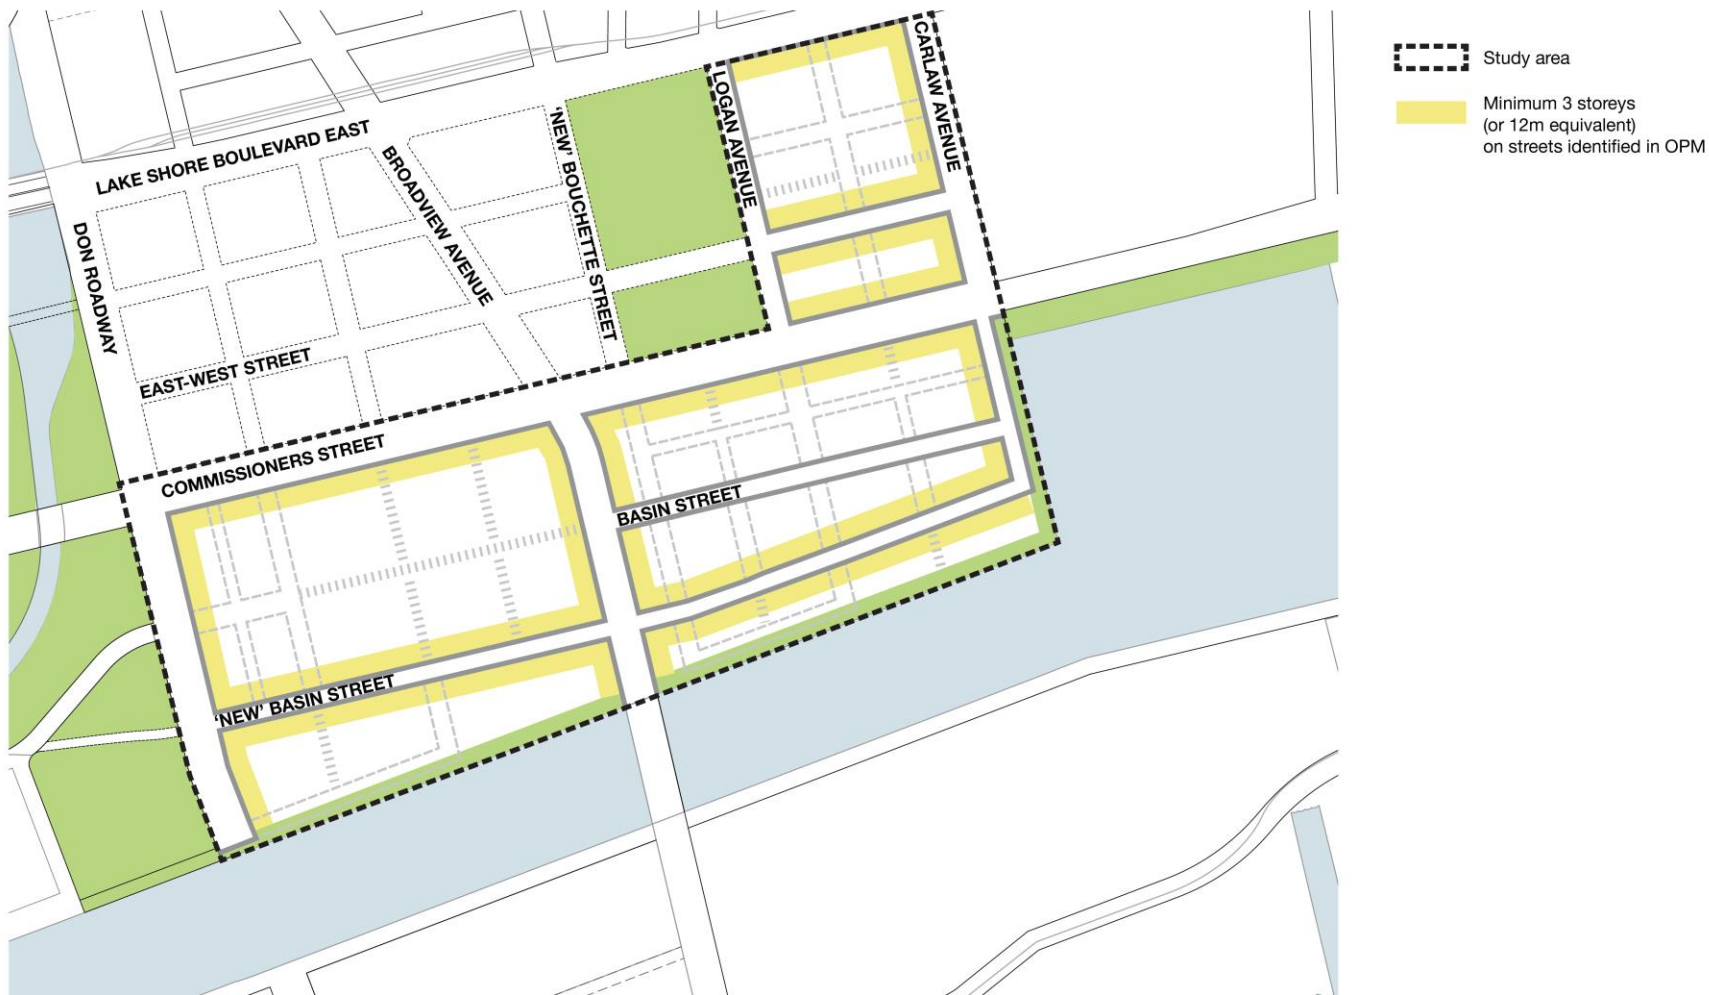 LAKE SHORE BOULEVARD EAST
DON ROADWAY
BROADVIEW AVENUE
'NEW' BOUCHETTE STREET
LOGAN AVENUE
CARLAW AVENUE
EAST-WEST STREET
COMMISSIONERS STREET
BASIN STREET
'NEW' BASIN STREET
Study area
Minimum 3 storeys
(or 12m equivalent)
on streets identified in OPM